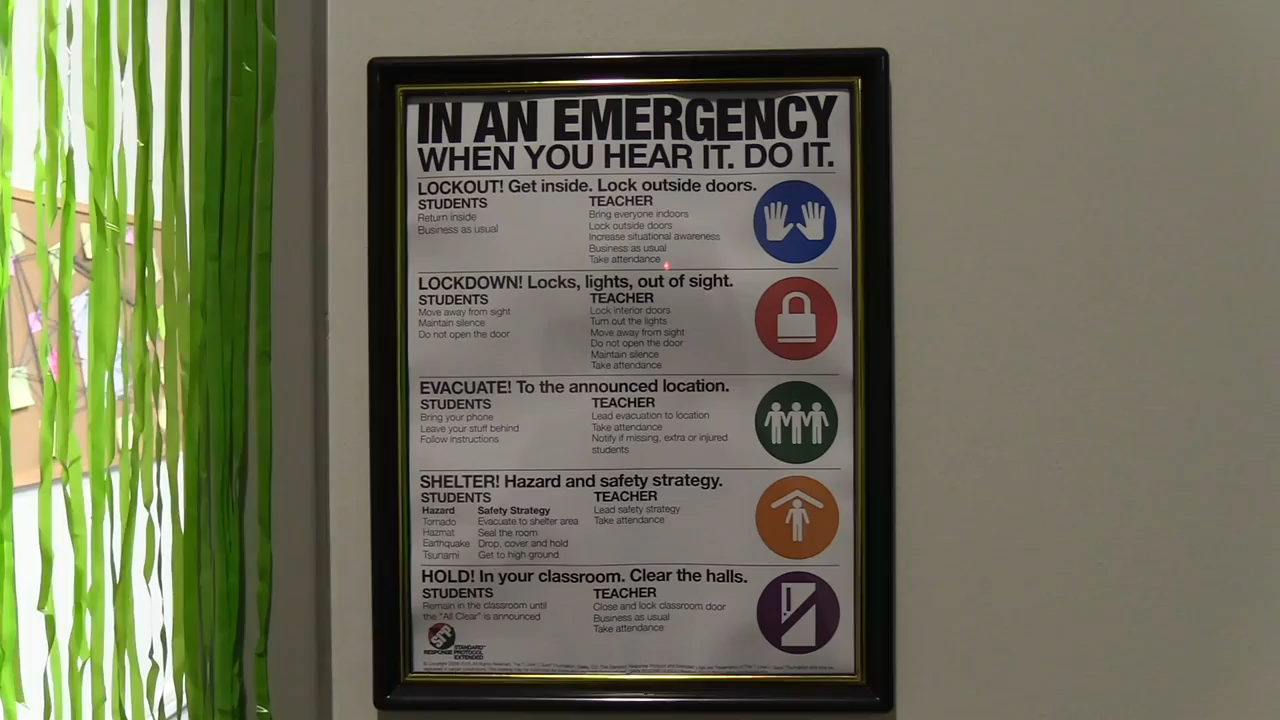 IN AN EMERGENCY
WHEN YOU HEAR IT. DO IT.
LOCKOUT! Get inside. Lock outside doors.
STUDENTS
Return inside
Business as usual
TEACHER
Bring everyone indoors
Lock outside doors
Increase situational awareness
Business as usual
Take attendance
LOCKDOWN! Locks, lights, out of sight.
STUDENTS
Move away from sight
Maintain silence
Do not open the door
TEACHER
Lock interior doors
Turn out the lights
Move away from sight
Do not open the door
Maintain silence
Take attendance
EVACUATE! To the announced location.
STUDENTS
Bring your phone
Leave your stuff behind
Follow instructions
TEACHER
Lead evacuation to location
Take attendance
Notify if missing, extra or injured
students
SHELTER! Hazard and safety strategy.
STUDENTS
Hazard Safety Strategy
Tornado Evacuate to shelter area
Hazmat Seal the room
Earthquake Drop, cover and hold
Tsunami Get to high ground
TEACHER
Lead safety strategy
Take attendance
HOLD! In your classroom. Clear the halls.
STUDENTS
Remain in the classroom until
the "All Clear" is announced
TEACHER
Close and lock classroom door
Business as usual
Take attendance
SRP
STANDARD
RESPONSE PROTOCOL
EXTENDED